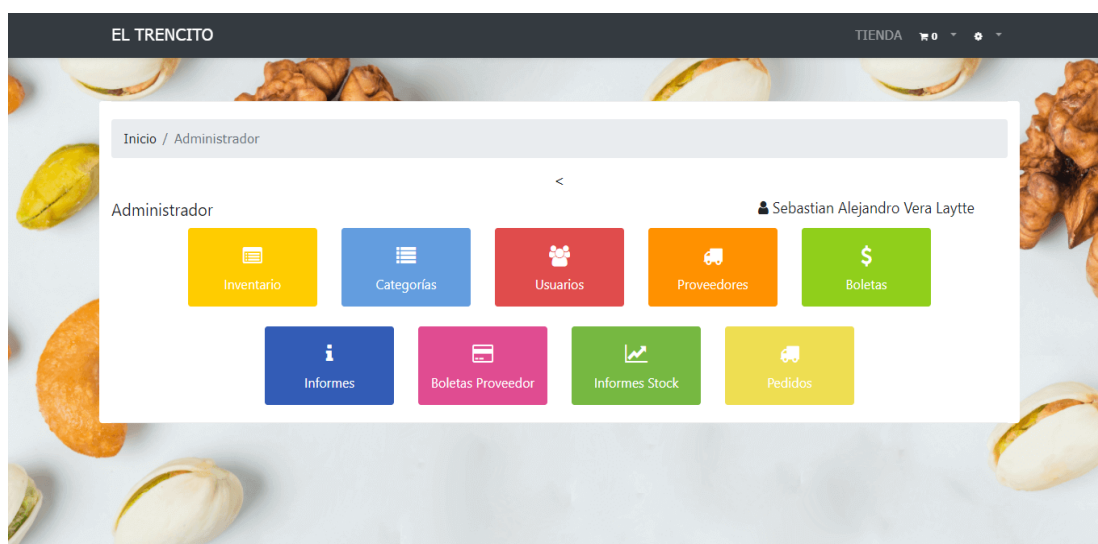 EL TRENCITO
TIENDA 0
Inicio / Administrador
<
Administrador
Sebastian Alejandro Vera Laytte
Inventario
Categorías
Usuarios
Proveedores
$
Boletas
Informes
Boletas Proveedor
Informes Stock
Pedidos